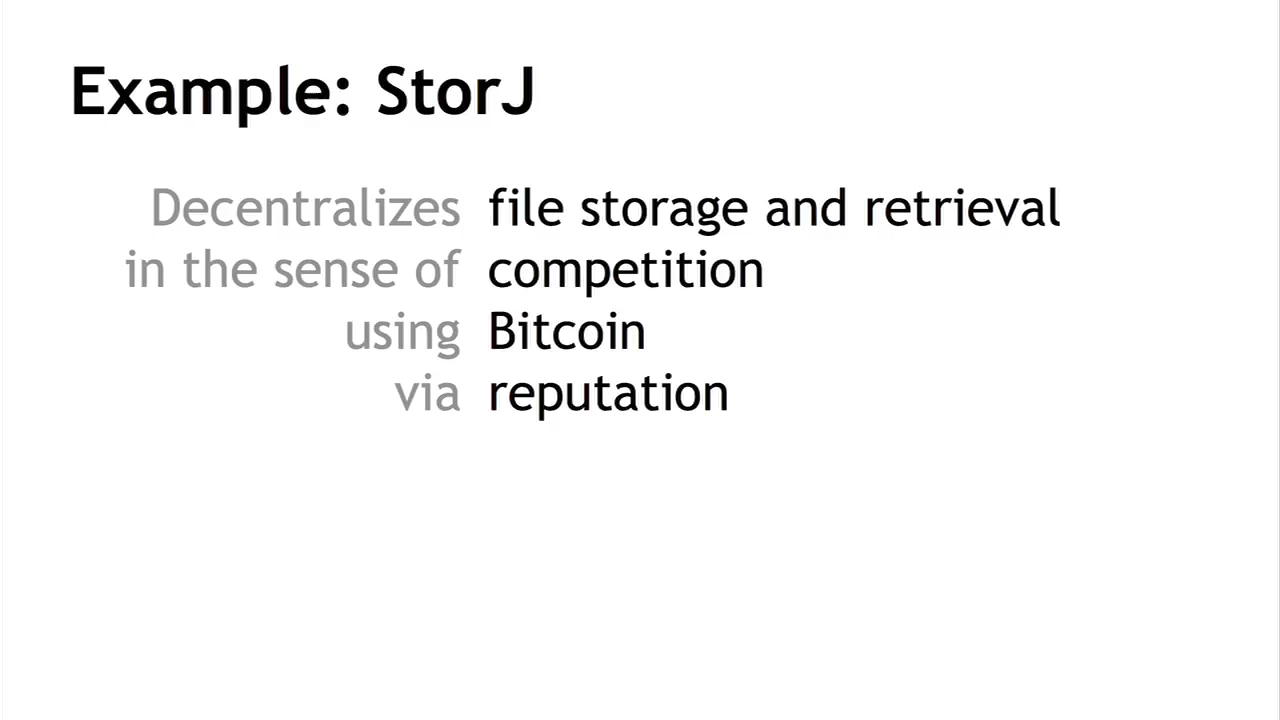 Example: StorJ
Decentralizes file storage and retrieval
in the sense of competition
using Bitcoin
via reputation